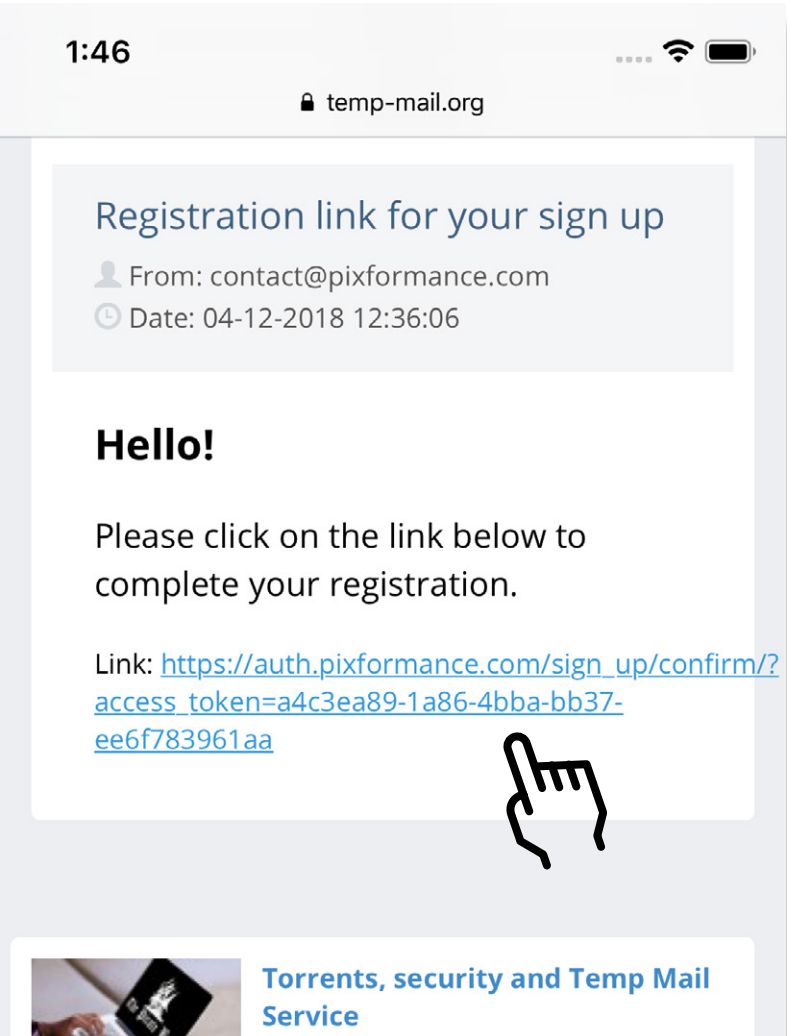 1:46
temp-mail.org
Registration link for your sign up
From: contact@pixformance.com
Date: 04-12-2018 12:36:06
Hello!
Please click on the link below to
complete your registration.
Link: https://auth.pixformance.com/sign_up/confirm/?
access_token=a4c3ea89-1a86-4bba-bb37-
ee6f783961aa
Torrents, security and Temp Mail
Service